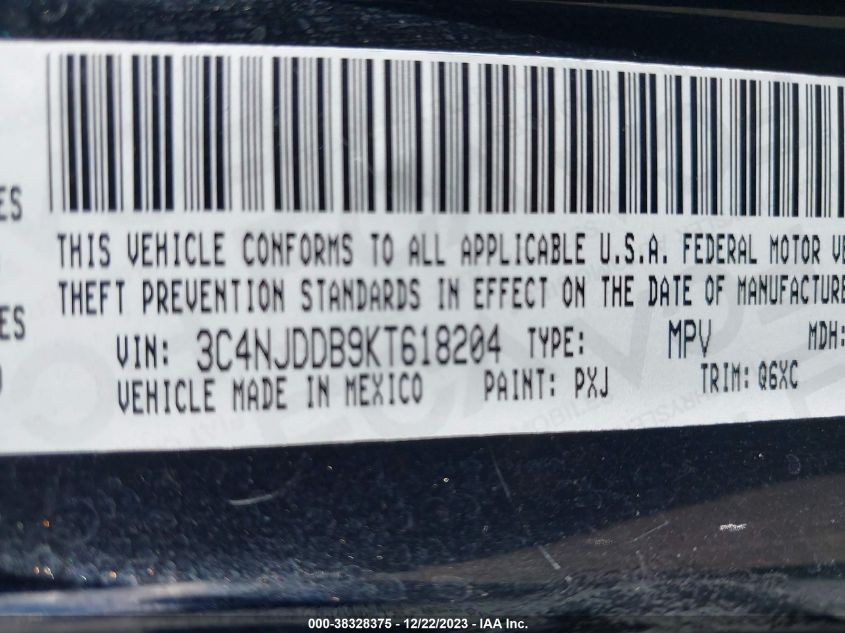 ES
THIS VEHICLE CONFORMS TO ALL APPLICABLE U.S.A. FEDERAL MOTOR VE
THEFT PREVENTION STANDARDS IN EFFECT ON THE DATE OF MANUFACTURE
ES
VIN: 3C4NJDDB9KT618204 TYPE: MPV MDH:
VEHICLE MADE IN MEXICO PAINT: PXJ TRIM: Q6XC
000-38328375 - 12/22/2023 - IAA Inc.